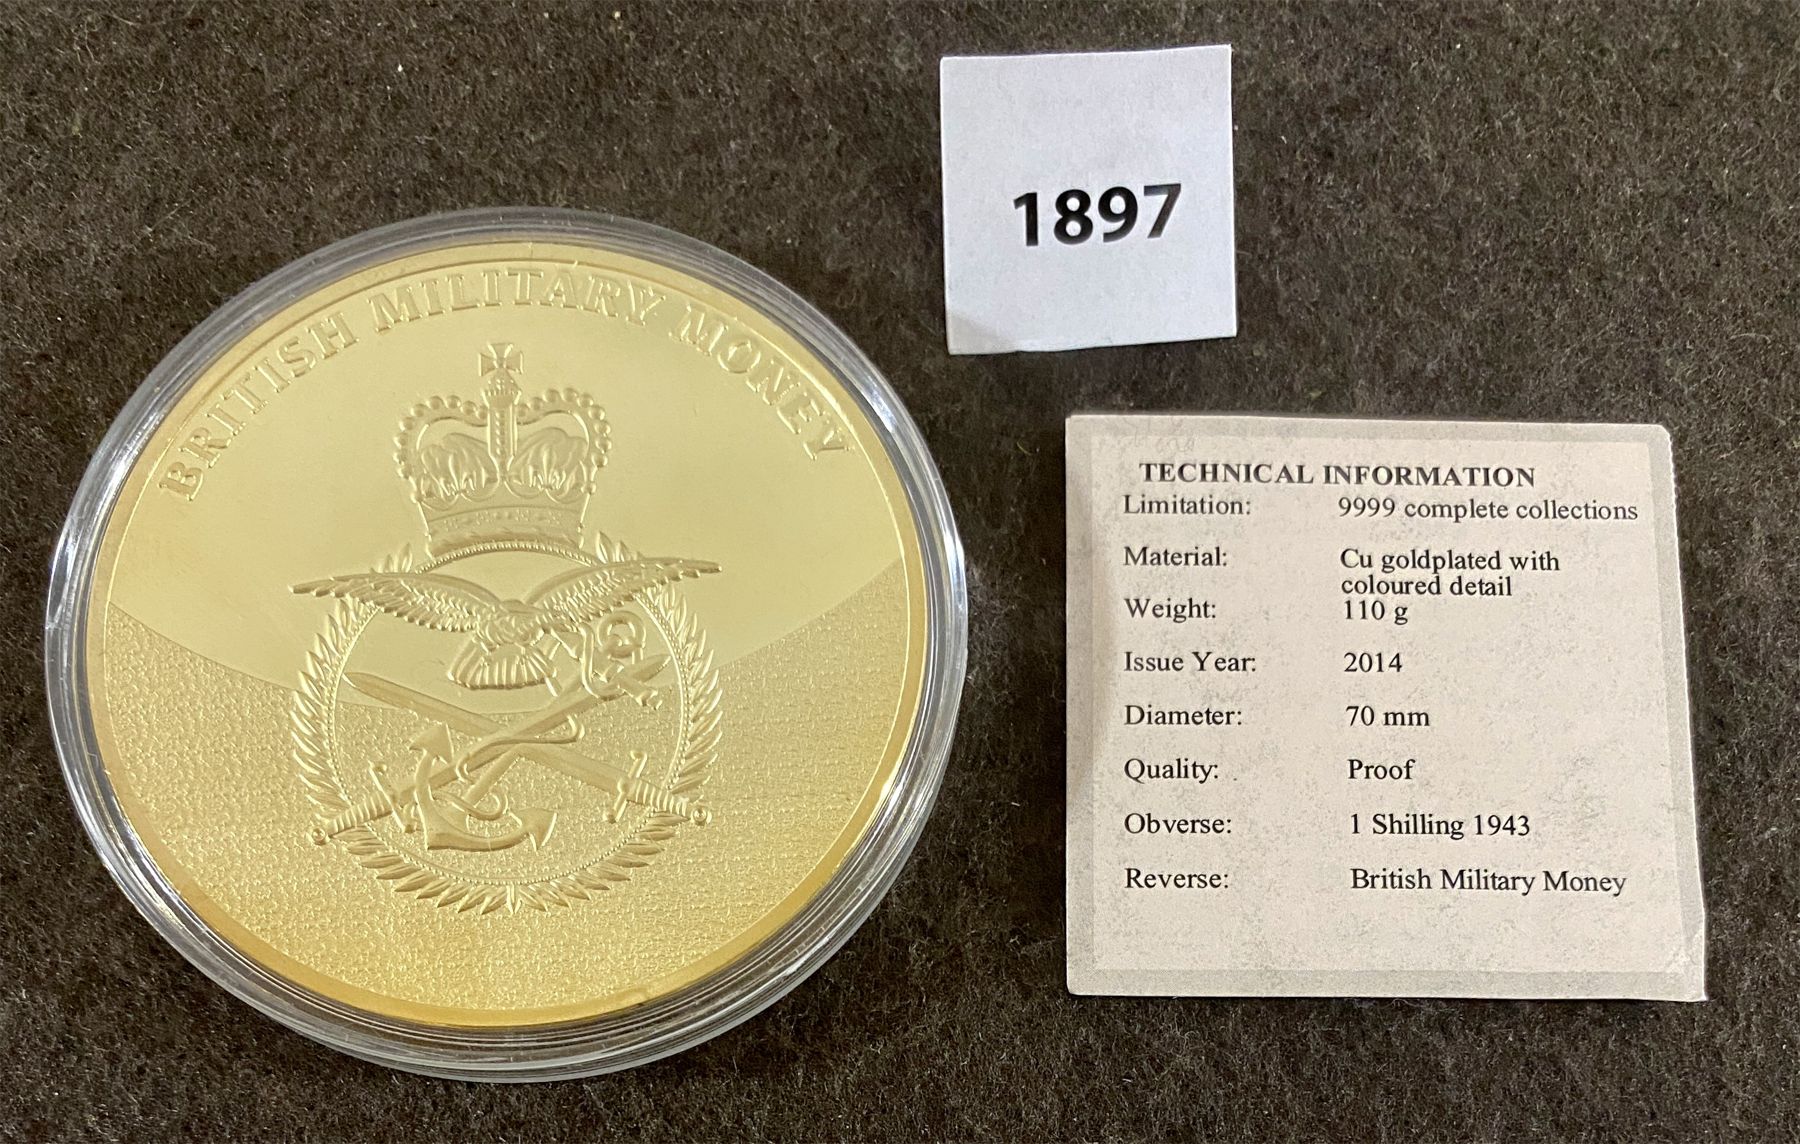 BRITISH MILITARY MONEY
1897
TECHNICAL INFORMATION
Limitation: 9999 complete collections
Material: Cu goldplated with
coloured detail
Weight: 110 g
Issue Year: 2014
Diameter: 70 mm
Quality: Proof
Obverse: 1 Shilling 1943
Reverse: British Military Money